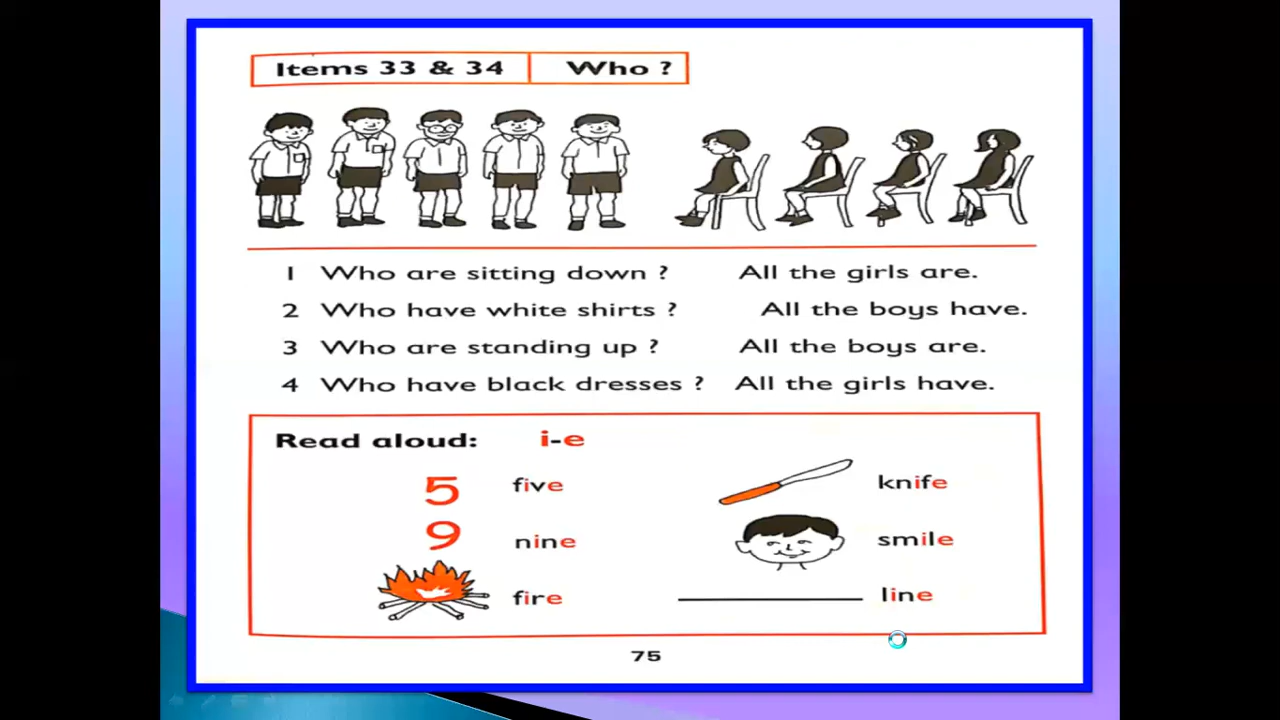 Items 33 & 34 Who ?
1 Who are sitting down ? All the girls are.
2 Who have white shirts ? All the boys have.
3 Who are standing up ? All the boys are.
4 Who have black dresses ? All the girls have.
Read aloud: i-e
5 five knife
9 nine smile
fire line
75